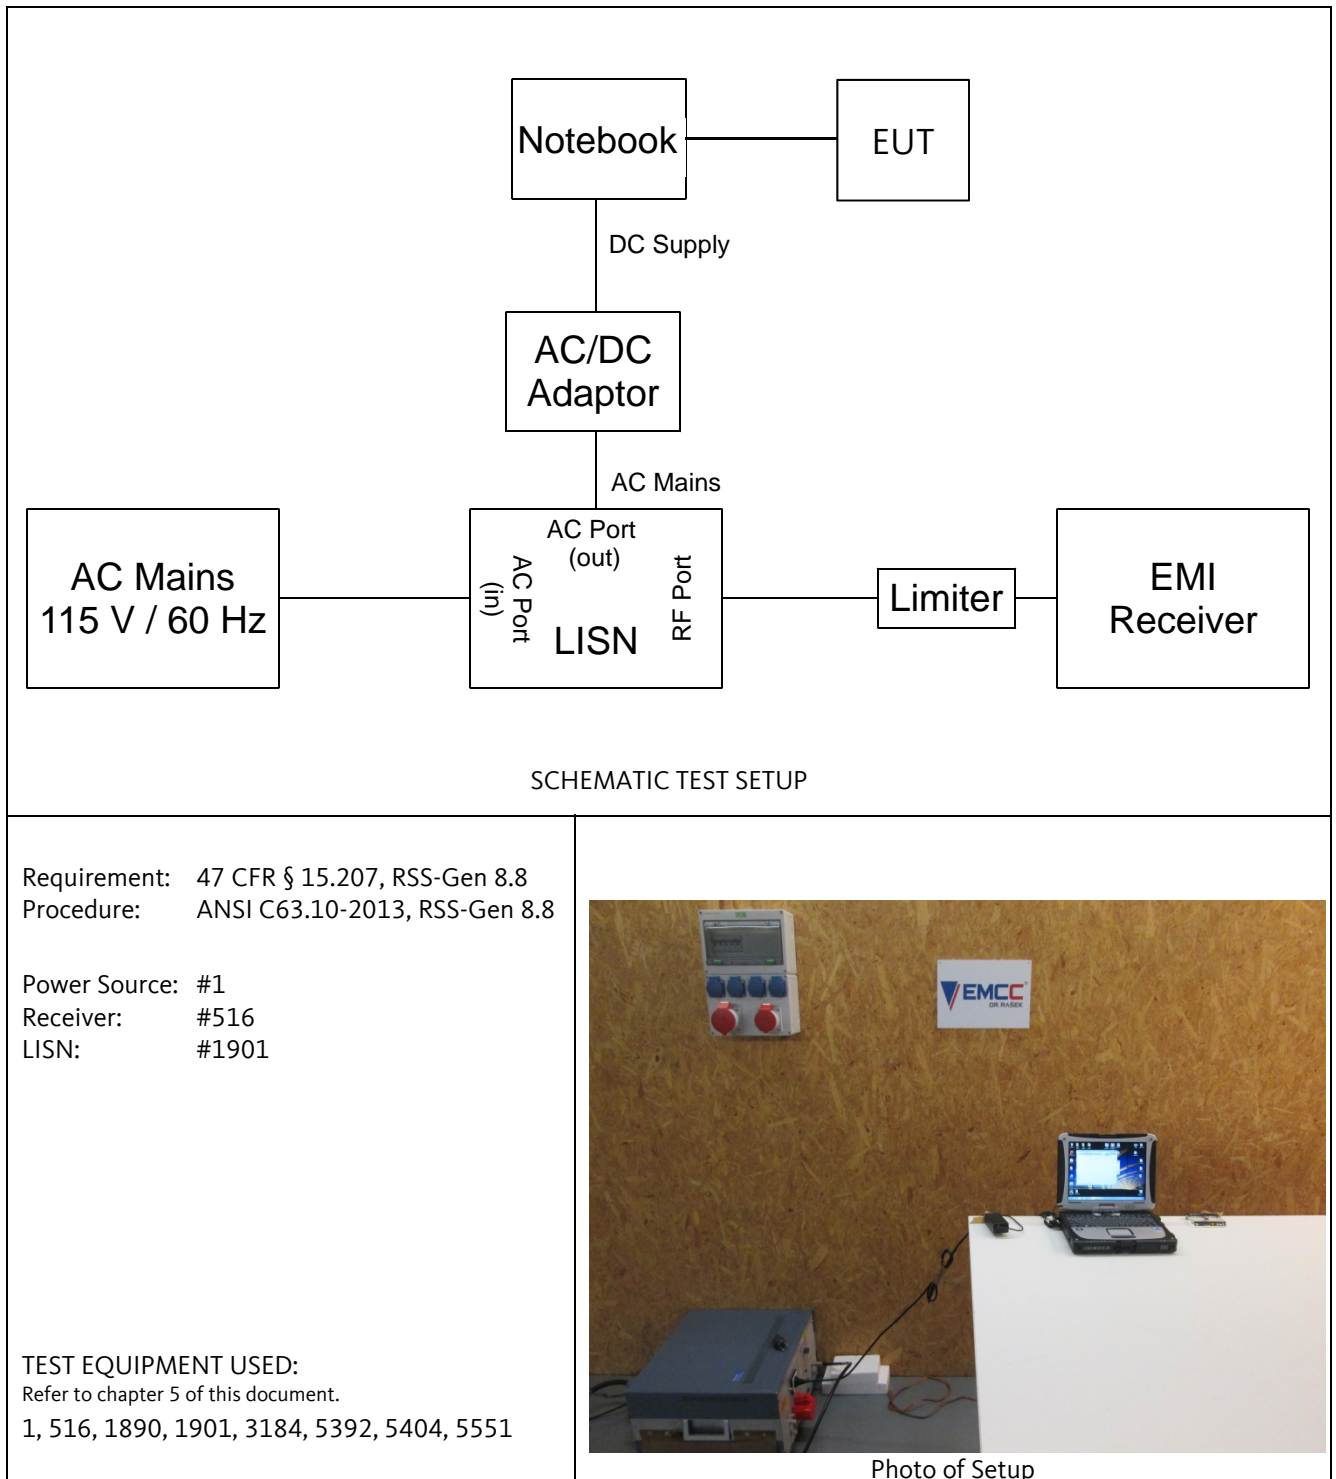 Notebook
EUT
DC Supply
AC/DC
Adaptor
AC Mains
AC Mains
115 V / 60 Hz
AC Port
(in)
AC Port
(out)
LISN
RF Port
Limiter
EMI
Receiver
SCHEMATIC TEST SETUP
Requirement: 47 CFR § 15.207, RSS-Gen 8.8
Procedure: ANSI C63.10-2013, RSS-Gen 8.8
Power Source: #1
Receiver: #516
LISN: #1901
TEST EQUIPMENT USED:
Refer to chapter 5 of this document.
1, 516, 1890, 1901, 3184, 5392, 5404, 5551
EMCC
DR. RAŠEK
Photo of Setup